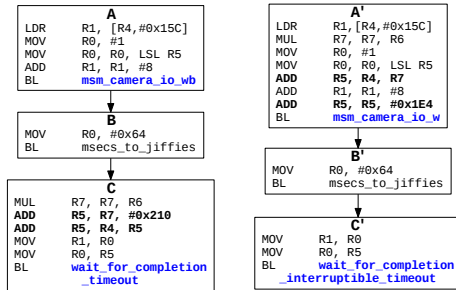 A
LDR R1, [R4,#0x15C]
MOV R0, #1
MOV R0, R0, LSL R5
ADD R1, R1, #8
BL msm_camera_io_wb
B
MOV R0, #0x64
BL msecs_to_jiffies
C
MUL R7, R7, R6
ADD R5, R7, #0x210
ADD R5, R4, R5
MOV R1, R0
MOV R0, R5
BL wait_for_completion
_timeout
A'
LDR R1,[R4,#0x15C]
MUL R7, R7, R6
MOV R0, #1
MOV R0, R0, LSL R5
ADD R5, R4, R7
ADD R1, R1, #8
ADD R5, R5, #0x1E4
BL msm_camera_io_w
B'
MOV R0, #0x64
BL msecs_to_jiffies
C'
MOV R1, R0
MOV R0, R5
BL wait_for_completion
_interruptible_timeout